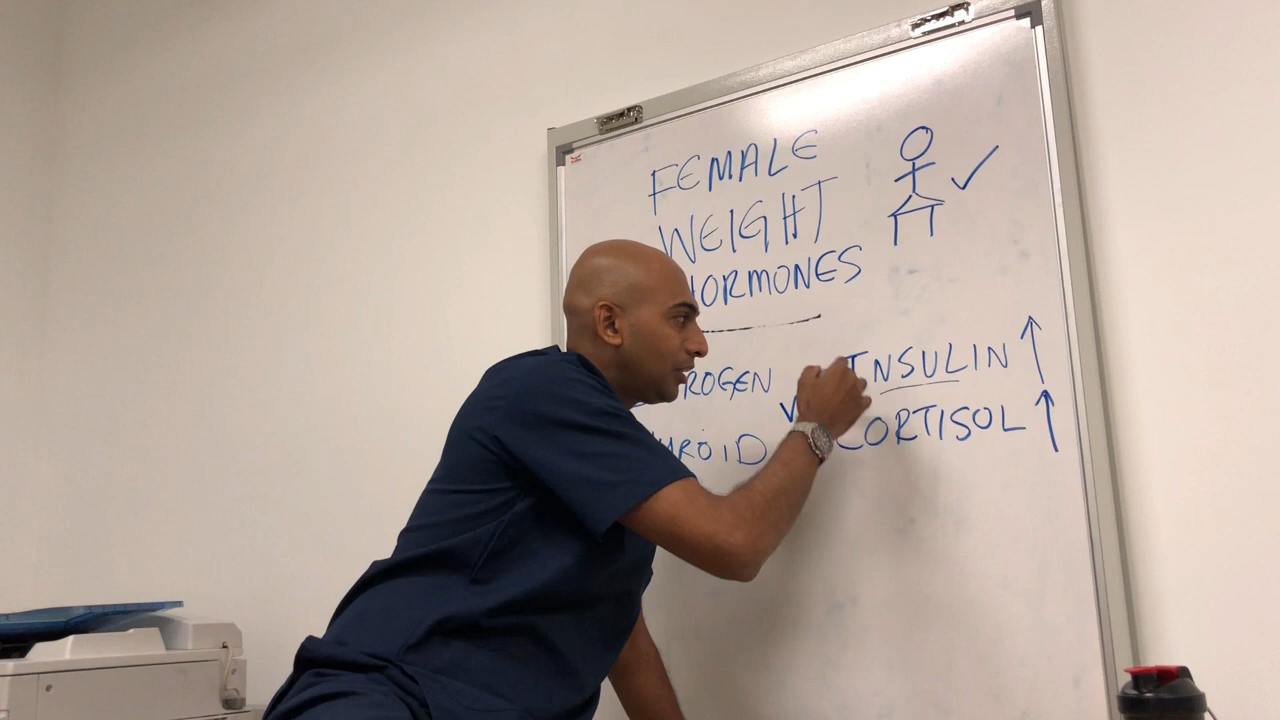 FEMALE
WEIGHT
HORMONES
ROGEN INSULIN ↑
ROID CORTISOL ↑